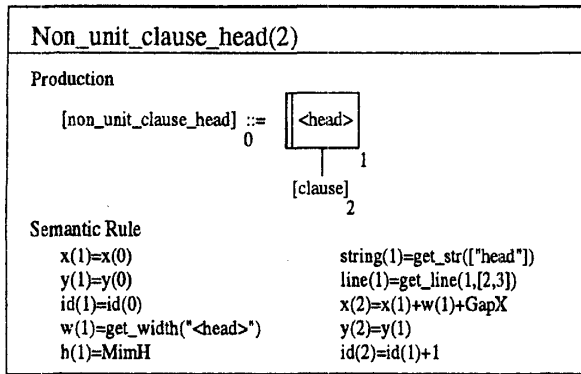 Non_unit_clause_head(2)
Production
[non_unit_clause_head] ::= <head>
0
1
[clause]
2
Semantic Rule
x(1)=x(0)
y(1)=y(0)
id(1)=id(0)
w(1)=get_width("<head>")
h(1)=MimH
string(1)=get_str(["head"])
line(1)=get_line(1,[2,3])
x(2)=x(1)+w(1)+GapX
y(2)=y(1)
id(2)=id(1)+1